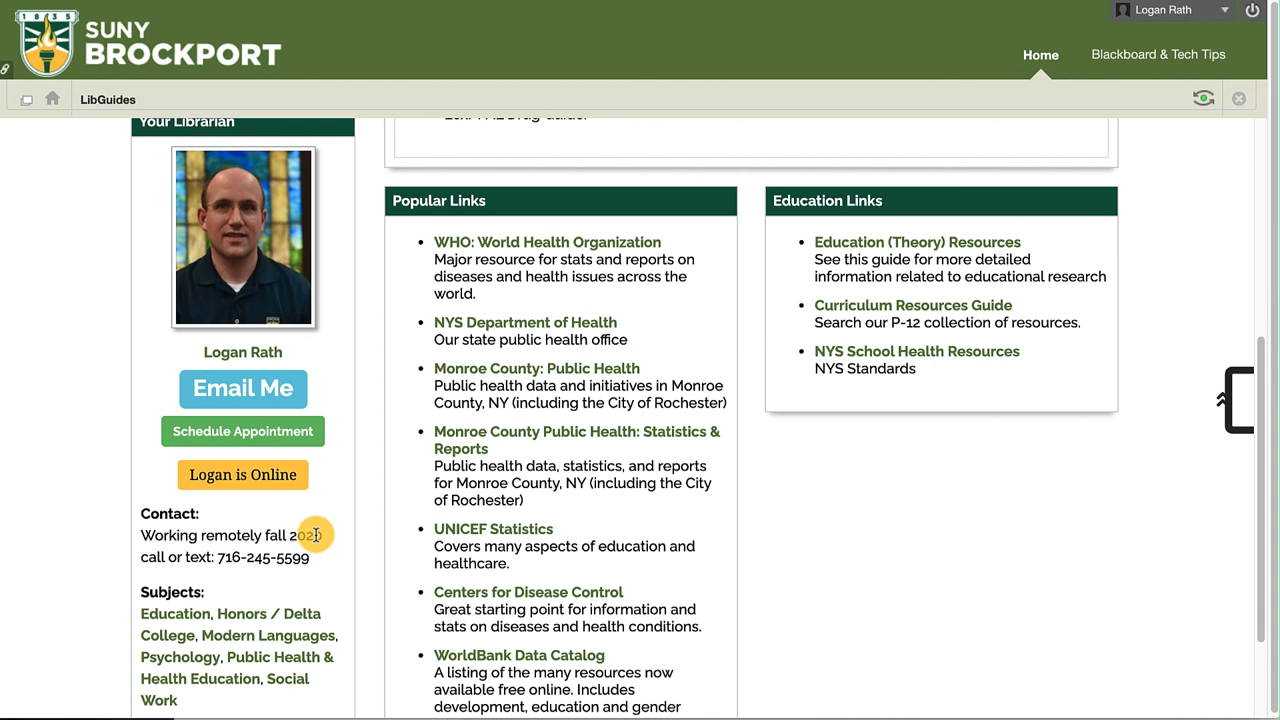 1835
SUNY
BROCKPORT
Logan Rath
Home
Blackboard & Tech Tips
LibGuides
Your Librarian
Logan Rath
Email Me
Schedule Appointment
Logan is Online
Contact:
Working remotely fall 2020
call or text: 716-245-5599
Subjects:
Education, Honors / Delta
College, Modern Languages,
Psychology, Public Health &
Health Education, Social
Work
Popular Links
WHO: World Health Organization
Major resource for stats and reports on
diseases and health issues across the
world.
NYS Department of Health
Our state public health office
Monroe County: Public Health
Public health data and initiatives in Monroe
County, NY (including the City of Rochester)
Monroe County Public Health: Statistics &
Reports
Public health data, statistics, and reports
for Monroe County, NY (including the City
of Rochester)
UNICEF Statistics
Covers many aspects of education and
healthcare.
Centers for Disease Control
Great starting point for information and
stats on diseases and health conditions.
WorldBank Data Catalog
A listing of the many resources now
available free online. Includes
development, education and gender
Education Links
Education (Theory) Resources
See this guide for more detailed
information related to educational research
Curriculum Resources Guide
Search our P-12 collection of resources.
NYS School Health Resources
NYS Standards